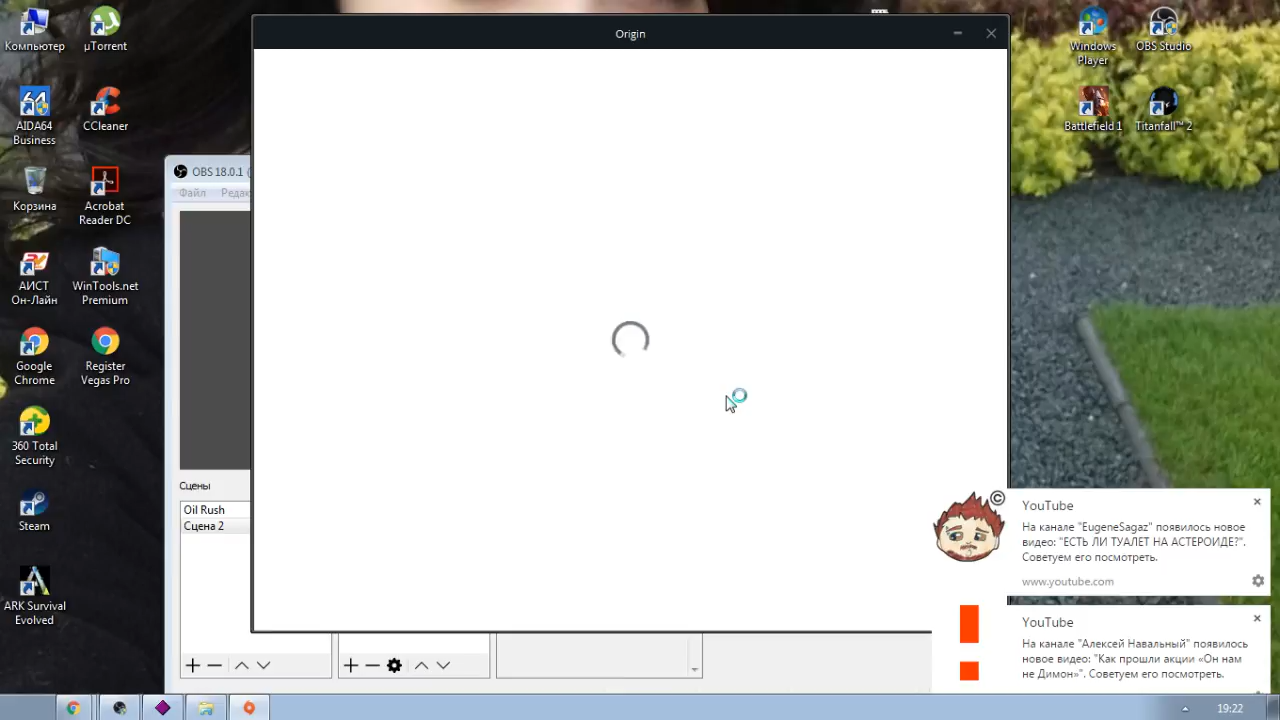 Компьютер
µTorrent
AIDA64
Business
CCleaner
Корзина
Acrobat
Reader DC
АИСТ
Он-Лайн
WinTools.net
Premium
Google
Chrome
Register
Vegas Pro
360 Total
Security
Steam
ARK Survival
Evolved
Origin
OBS 18.0.1 (
Файл
Редак
Сцены
Oil Rush
Сцена 2
Windows
Player
OBS Studio
Battlefield 1
Titanfall™ 2
©
YouTube
На канале "EugeneSagaz" появилось новое
видео: "ЕСТЬ ЛИ ТУАЛЕТ НА АСТЕРОИДЕ?".
Советуем его посмотреть.
www.youtube.com
YouTube
На канале "Алексей Навальный" появилось
новое видео: "Как прошли акции «Он нам
не Димон»". Советуем его посмотреть.
19:22